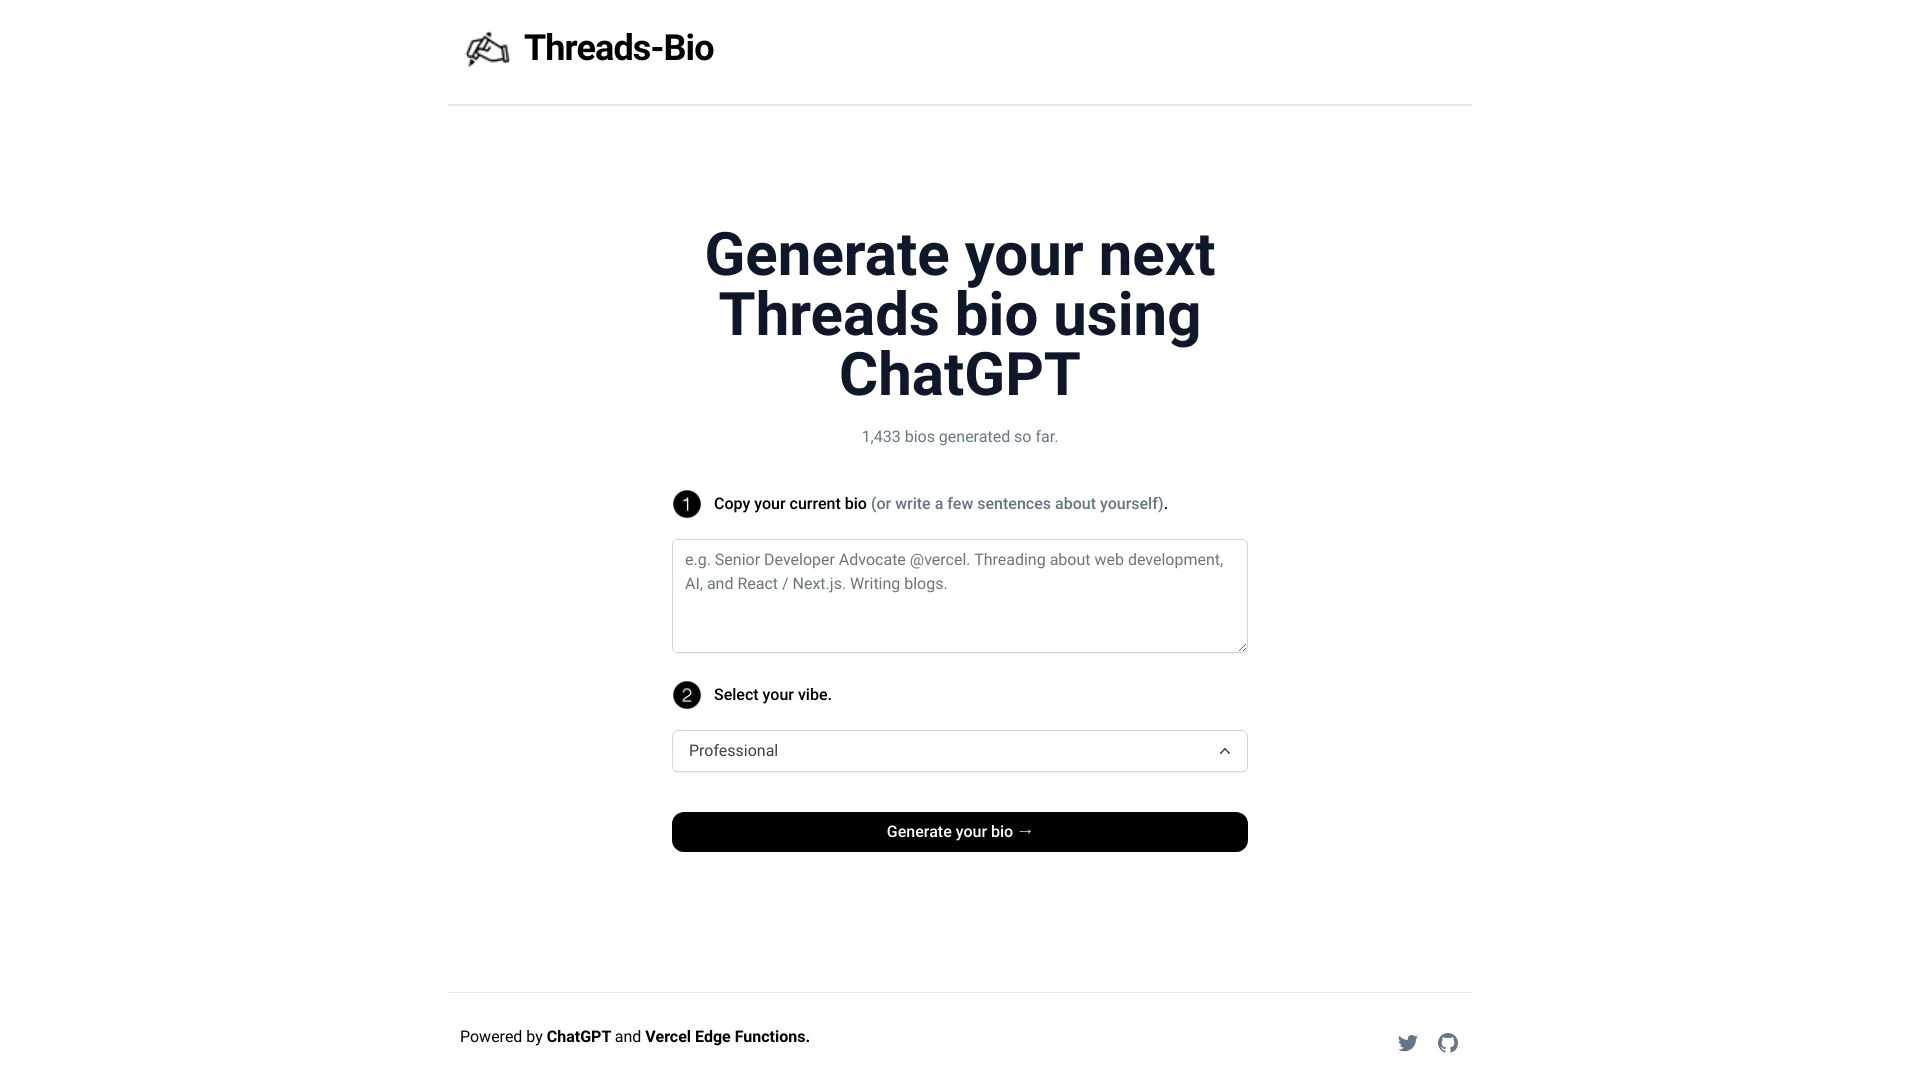 Threads-Bio
Generate your next
Threads bio using
ChatGPT
1,433 bios generated so far.
1 Copy your current bio (or write a few sentences about yourself).
e.g. Senior Developer Advocate @vercel. Threading about web development,
AI, and React / Next.js. Writing blogs.
2 Select your vibe.
Professional
Generate your bio →
Powered by ChatGPT and Vercel Edge Functions.